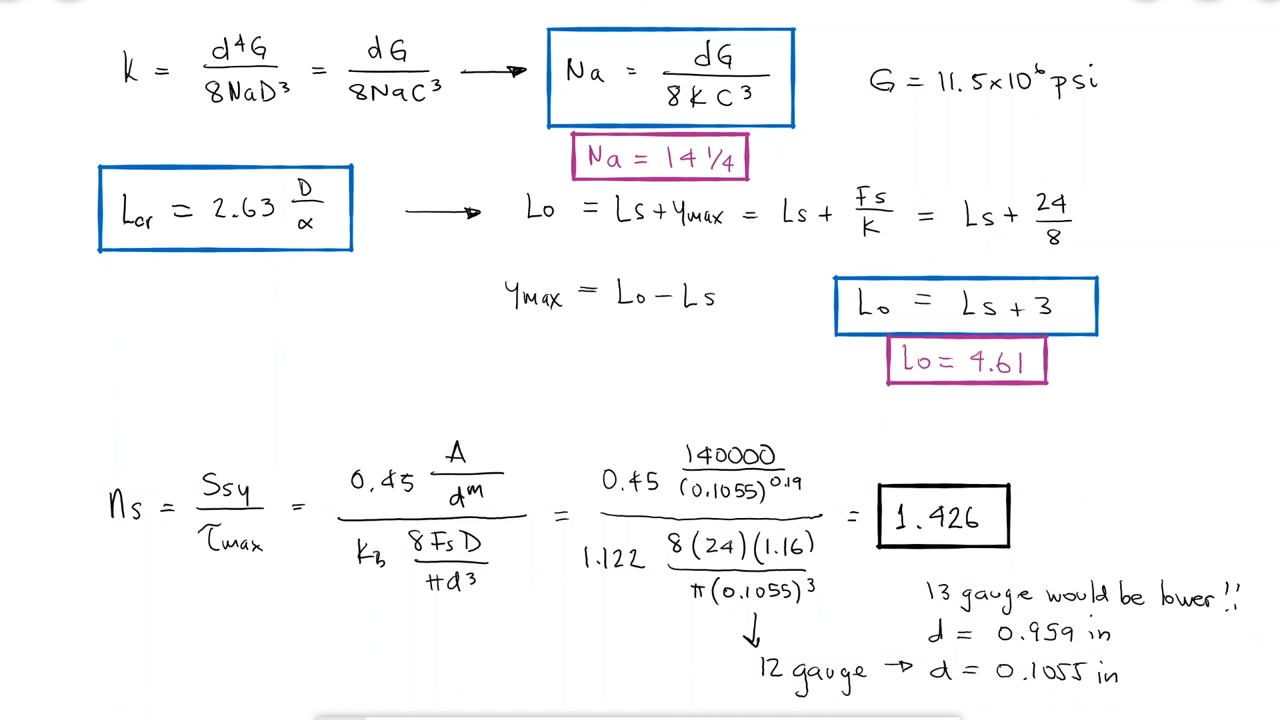 k = d⁴G / 8NaD³ = dG / 8NaC³ → Na = dG / 8KC³
G = 11.5x10⁶ psi
Na = 14 1/4
Lcr = 2.63 D/α → Lo = Ls + ymax = Ls + Fs/K = Ls + 24/8
ymax = Lo - Ls
Lo = Ls + 3
Lo = 4.61
ns = Ssy / τmax = 0.45 A/dᵐ / KB 8FsD/πd³ = 0.45 140000/(0.1055)^0.19 / 1.122 8(24)(1.16)/π(0.1055)³ = 1.426
13 gauge would be lower!!
d = 0.959 in
12 gauge → d = 0.1055 in